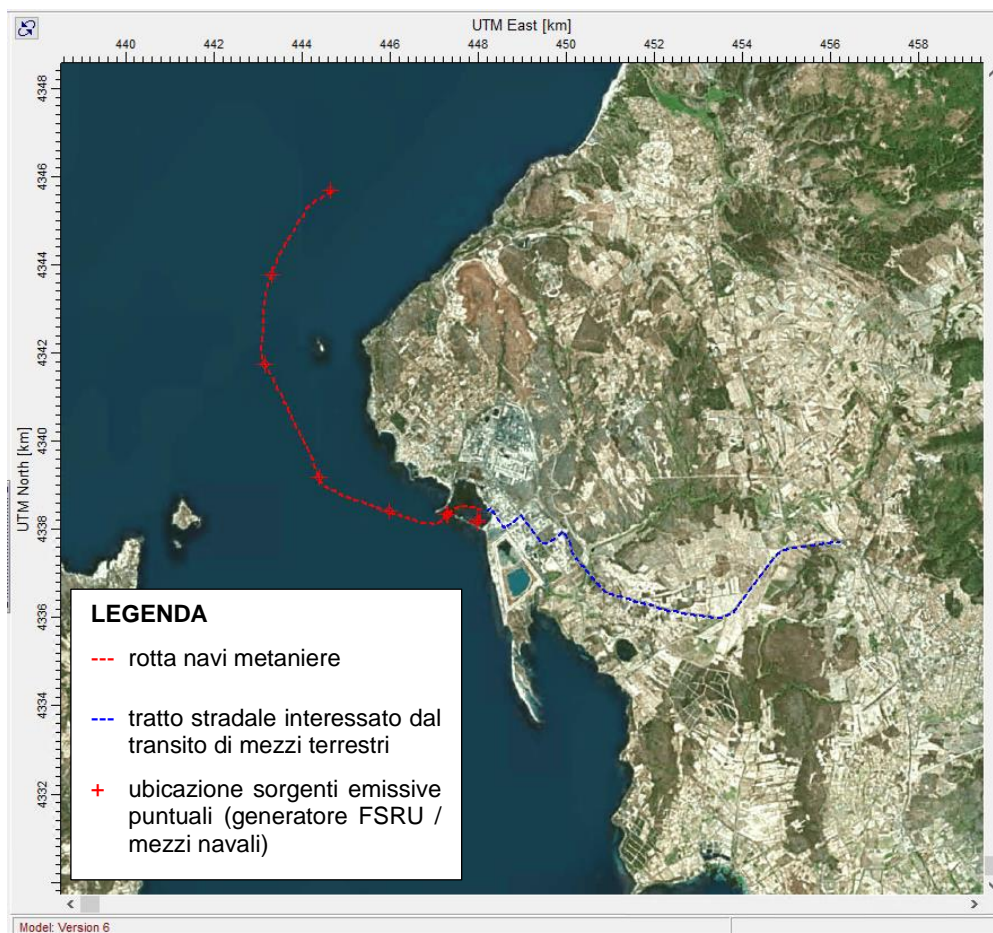 UTM East [km]
440 442 444 446 448 450 452 454 456 458
4348
4346
4344
4342
4340
4338
4336
4334
4332
UTM North [km]
LEGENDA
rotta navi metaniere
tratto stradale interessato dal
transito di mezzi terrestri
ubicazione sorgenti emissive
puntuali (generatore FSRU /
mezzi navali)
Model: Version 6